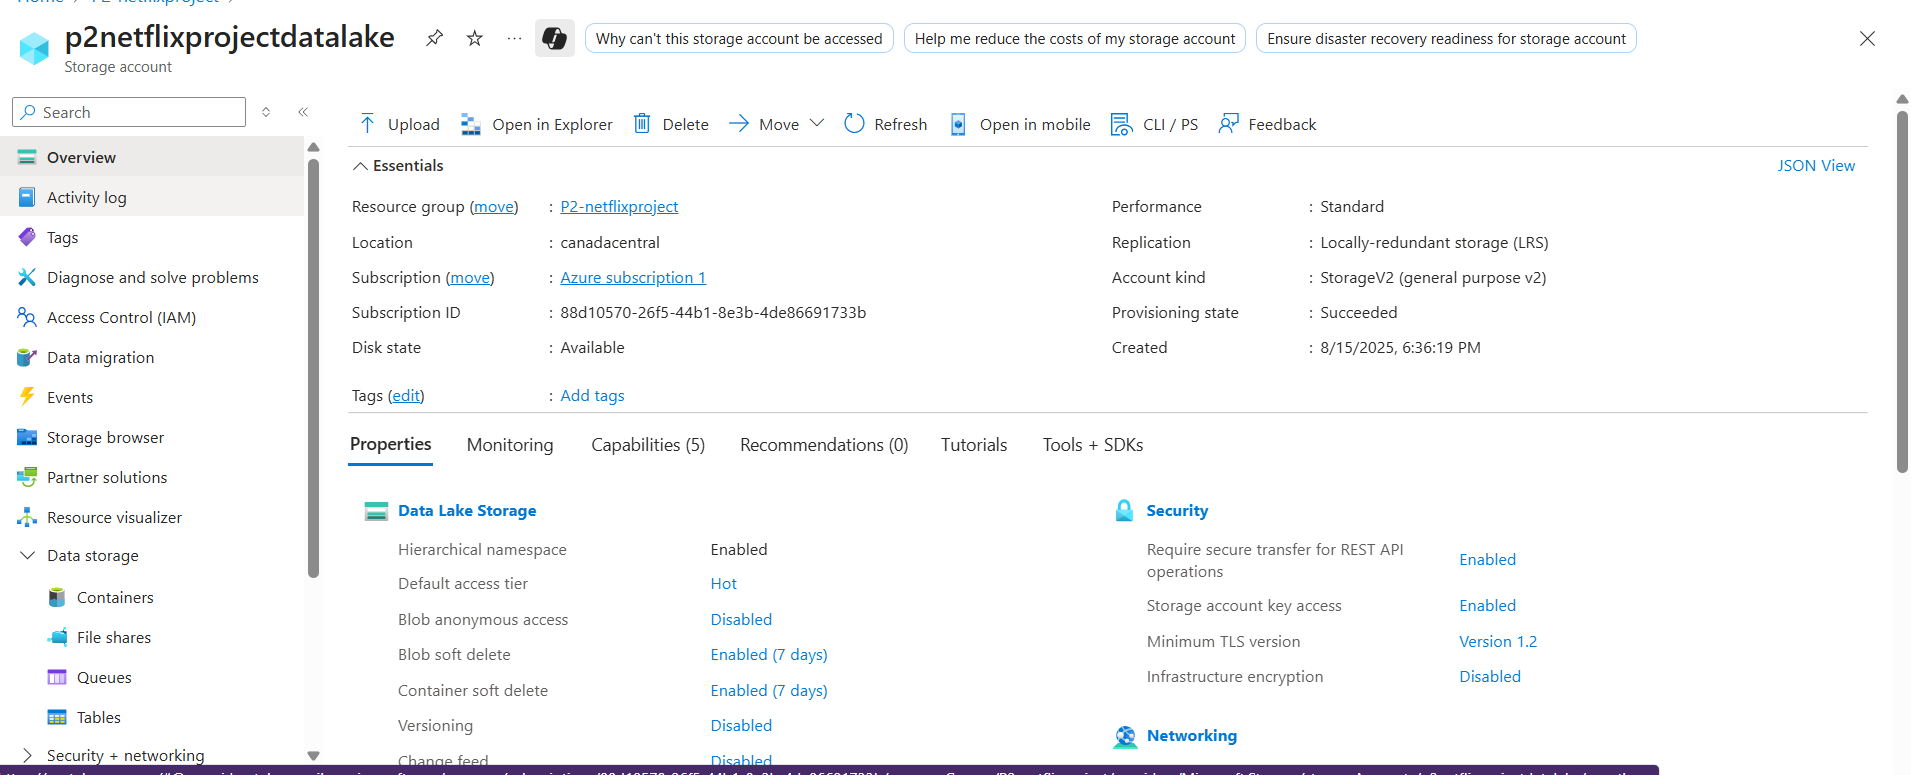 Home > P2-netflixproject >
p2netflixprojectdatalake
Storage account
Why can't this storage account be accessed
Help me reduce the costs of my storage account
Ensure disaster recovery readiness for storage account
Search
Overview
Activity log
Tags
Diagnose and solve problems
Access Control (IAM)
Data migration
Events
Storage browser
Partner solutions
Resource visualizer
Data storage
Containers
File shares
Queues
Tables
Security + networking
Upload
Open in Explorer
Delete
Move
Refresh
Open in mobile
CLI / PS
Feedback
Essentials
JSON View
Resource group (move) : P2-netflixproject
Location : canadacentral
Subscription (move) : Azure subscription 1
Subscription ID : 88d10570-26f5-44b1-8e3b-4de86691733b
Disk state : Available
Tags (edit) : Add tags
Performance : Standard
Replication : Locally-redundant storage (LRS)
Account kind : StorageV2 (general purpose v2)
Provisioning state : Succeeded
Created : 8/15/2025, 6:36:19 PM
Properties
Monitoring
Capabilities (5)
Recommendations (0)
Tutorials
Tools + SDKs
Data Lake Storage
Hierarchical namespace Enabled
Default access tier Hot
Blob anonymous access Disabled
Blob soft delete Enabled (7 days)
Container soft delete Enabled (7 days)
Versioning Disabled
Change feed Disabled
Security
Require secure transfer for REST API
operations Enabled
Storage account key access Enabled
Minimum TLS version Version 1.2
Infrastructure encryption Disabled
Networking